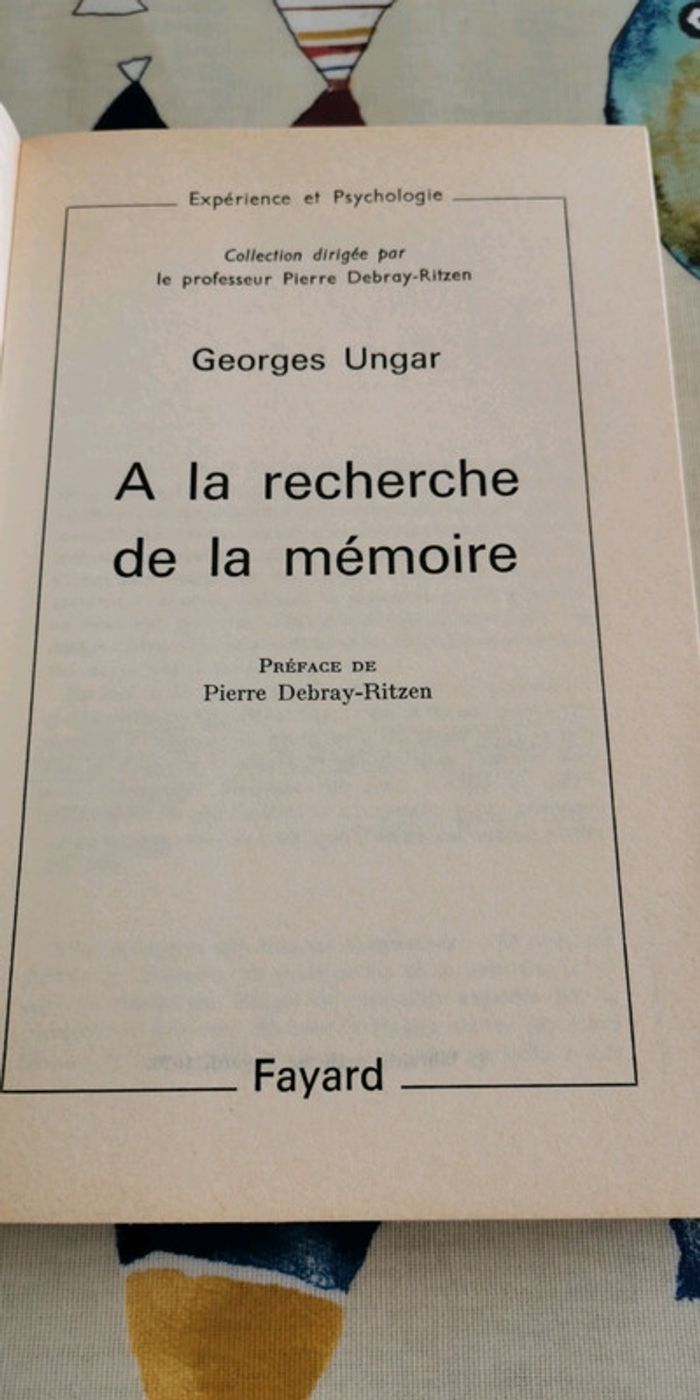 Expérience et Psychologie
Collection dirigée par
le professeur Pierre Debray-Ritzen
Georges Ungar
A la recherche
de la mémoire
PRÉFACE DE
Pierre Debray-Ritzen
Fayard